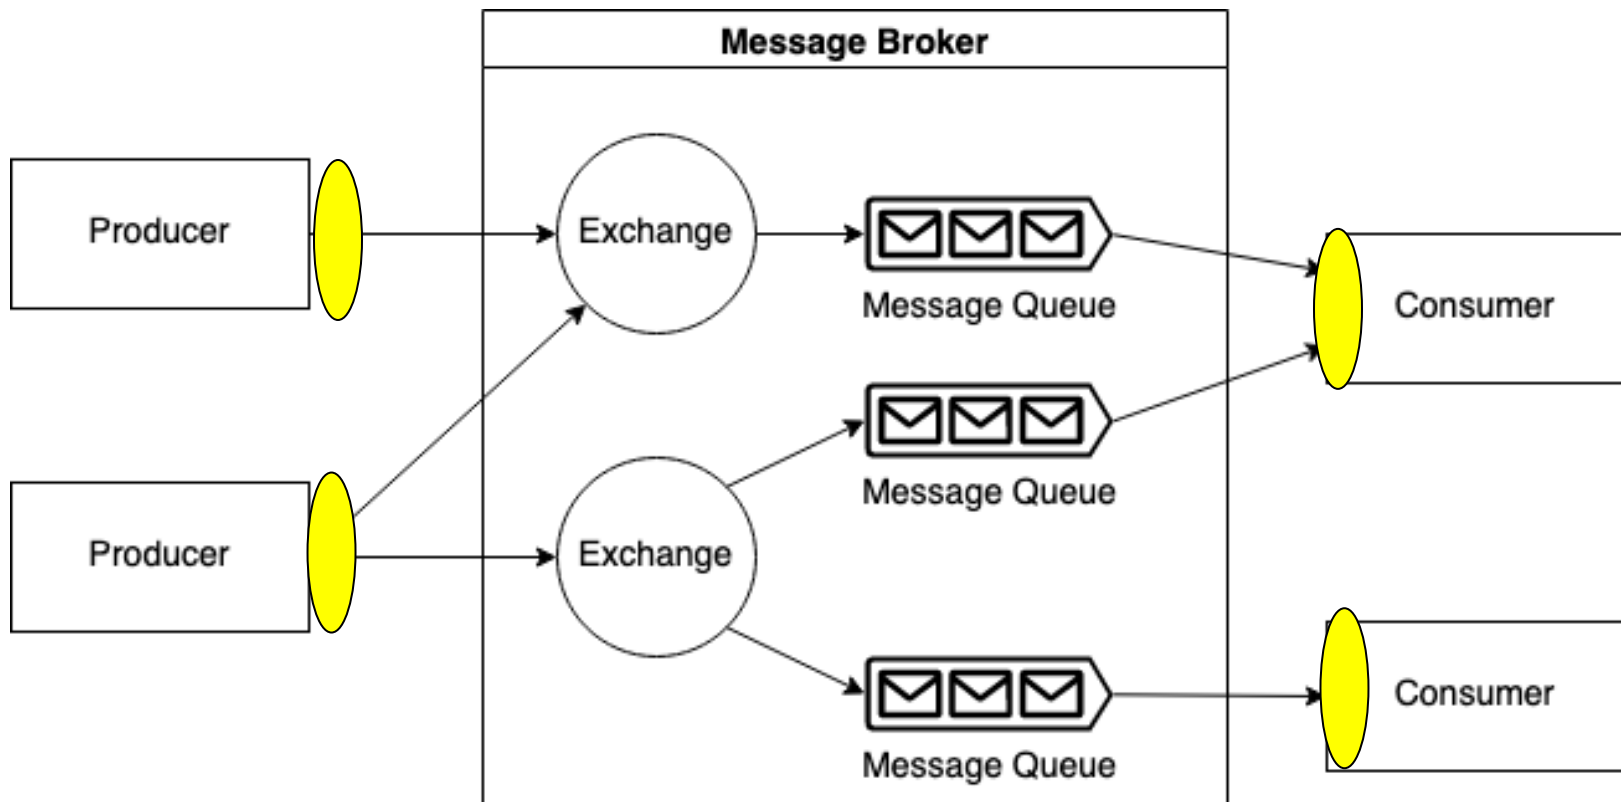 Message Broker
Producer
Exchange
Message Queue
Consumer
Message Queue
Producer
Exchange
Consumer
Message Queue